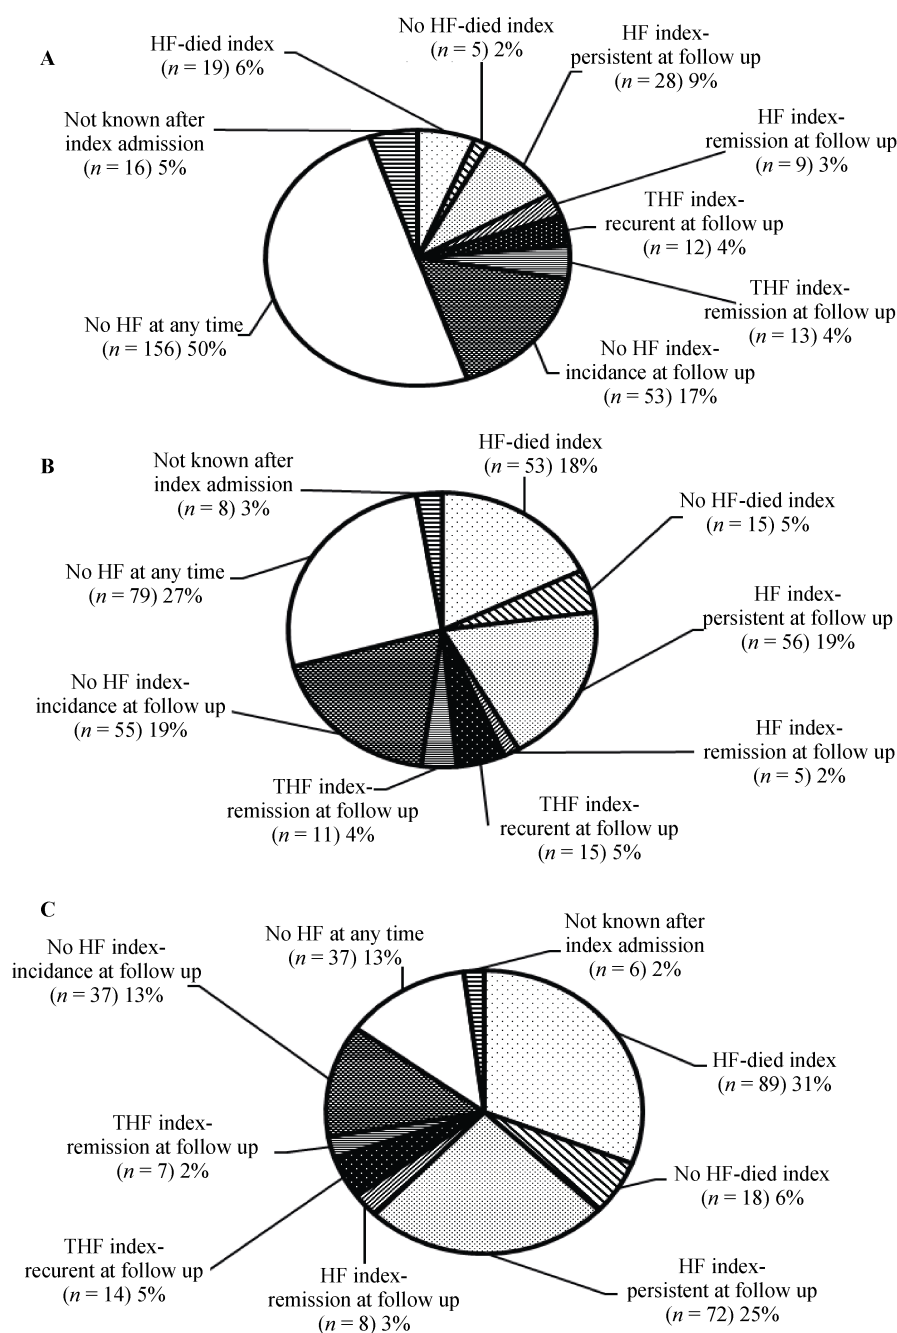 A
HF-died index
(n = 19) 6%
No HF-died index
(n = 5) 2%
HF index-
persistent at follow up
(n = 28) 9%
Not known after
index admission
(n = 16) 5%
HF index-
remission at follow up
(n = 9) 3%
THF index-
recurent at follow up
(n = 12) 4%
THF index-
remission at follow up
(n = 13) 4%
No HF at any time
(n = 156) 50%
No HF index-
incidance at follow up
(n = 53) 17%
B
HF-died index
(n = 53) 18%
Not known after
index admission
(n = 8) 3%
No HF-died index
(n = 15) 5%
No HF at any time
(n = 79) 27%
HF index-
persistent at follow up
(n = 56) 19%
No HF index-
incidance at follow up
(n = 55) 19%
HF index-
remission at follow up
(n = 5) 2%
THF index-
remission at follow up
(n = 11) 4%
THF index-
recurent at follow up
(n = 15) 5%
C
No HF at any time
(n = 37) 13%
Not known after
index admission
(n = 6) 2%
No HF index-
incidance at follow up
(n = 37) 13%
HF-died index
(n = 89) 31%
THF index-
remission at follow up
(n = 7) 2%
No HF-died index
(n = 18) 6%
THF index-
recurent at follow up
(n = 14) 5%
HF index-
remission at follow up
(n = 8) 3%
HF index-
persistent at follow up
(n = 72) 25%